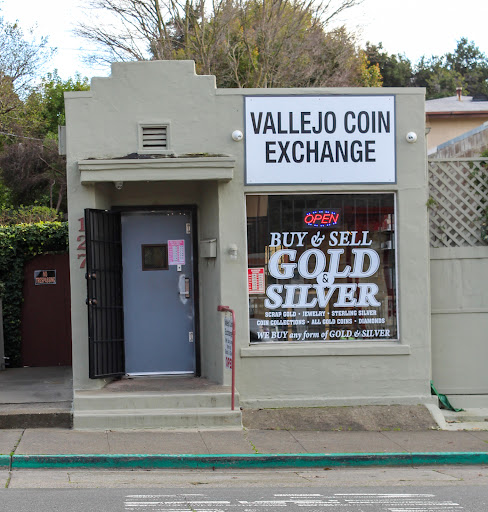 VALLEJO COIN
EXCHANGE
OPEN
BUY & SELL
GOLD
&
SILVER
SCRAP GOLD • JEWELRY • STERLING SILVER
COIN COLLECTIONS • ALL GOLD COINS • DIAMONDS
WE BUY any form of GOLD & SILVER
127